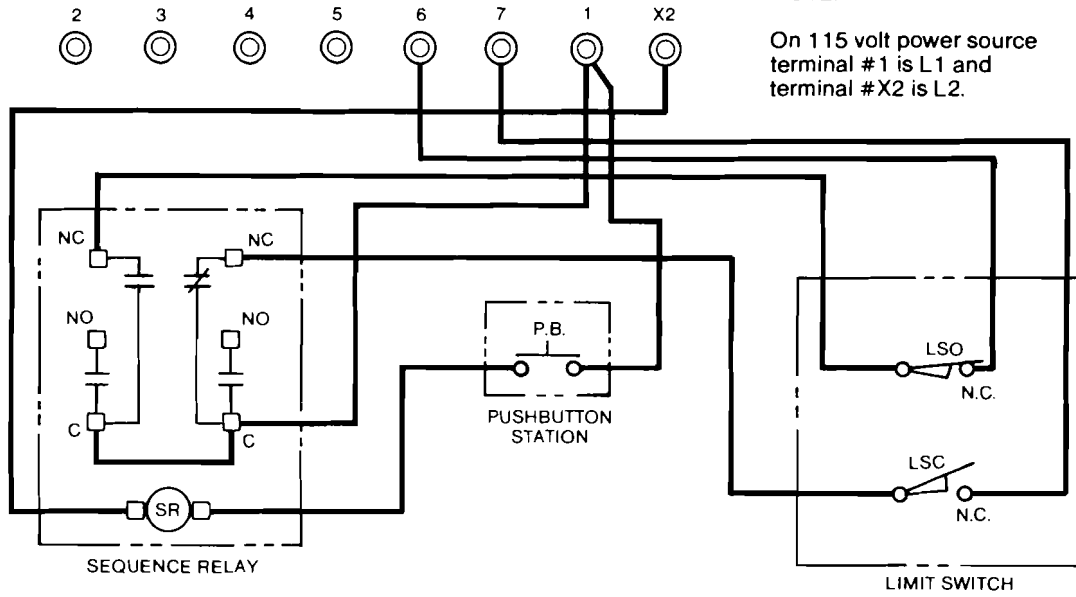 2 3 4 5 6 7 1 X2
On 115 volt power source
terminal #1 is L1 and
terminal #X2 is L2.
NC NC
NO NO
P.B.
LSO
N.C.
PUSHBUTTON
STATION
C C
LSC
N.C.
SR
SEQUENCE RELAY
LIMIT SWITCH